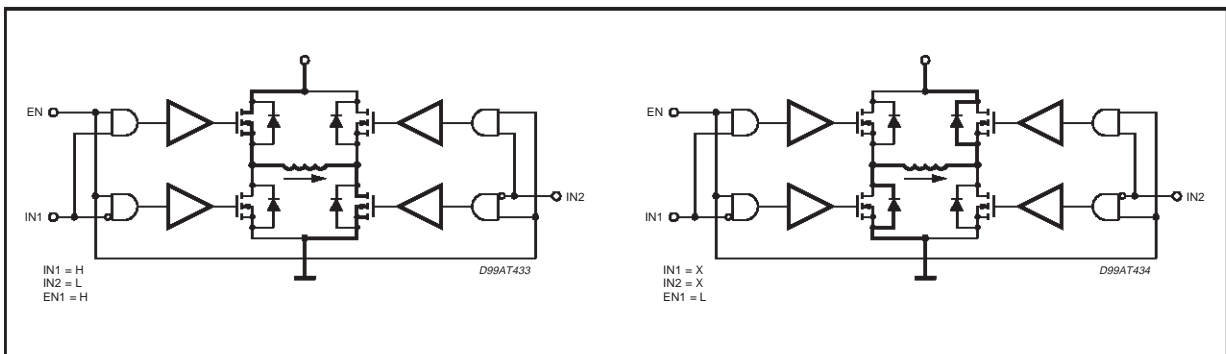 EN
IN1
IN2
IN1 = H
IN2 = L
EN1 = H
D99AT433
EN
IN1
IN2
IN1 = X
IN2 = X
EN1 = L
D99AT434